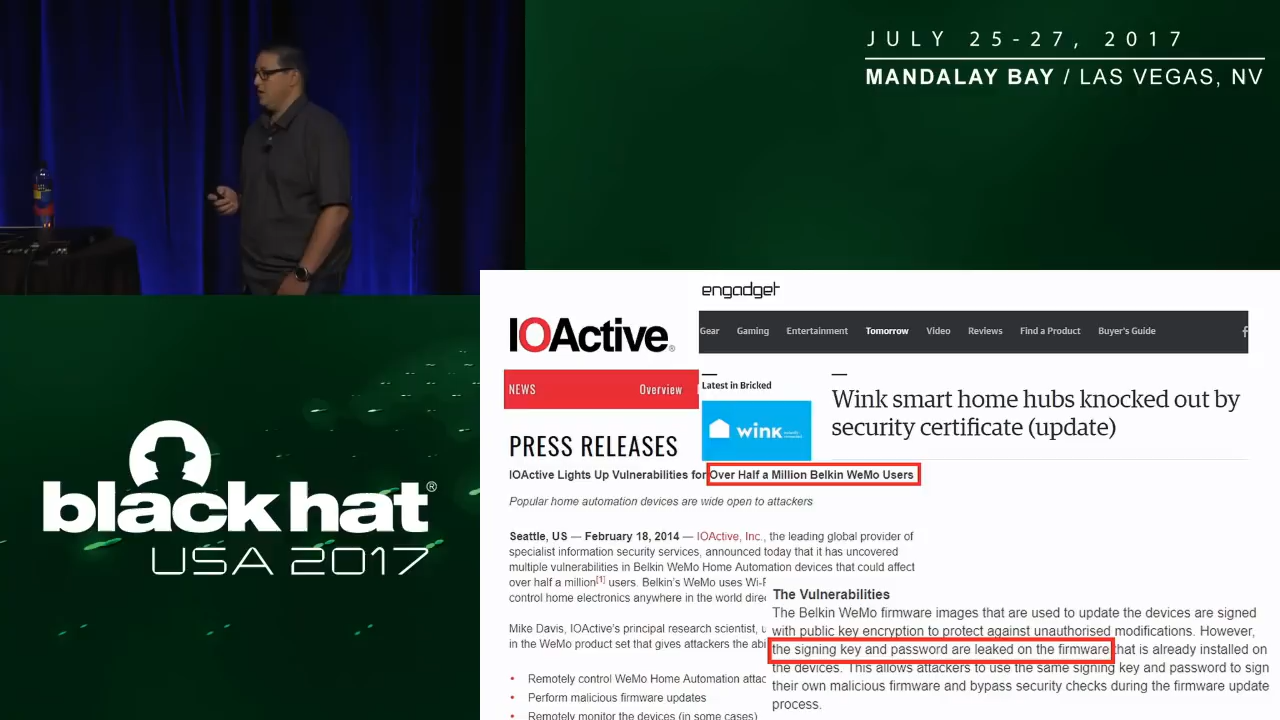 JULY 25-27, 2017
MANDALAY BAY / LAS VEGAS, NV
black hat®
USA 2017
engadget
Gear Gaming Entertainment Tomorrow Video Reviews Find a Product Buyer's Guide f
IOActive®
NEWS Overview
Latest in Bricked
wink
Wink smart home hubs knocked out by
security certificate (update)
PRESS RELEASES
IOActive Lights Up Vulnerabilities for Over Half a Million Belkin WeMo Users
Popular home automation devices are wide open to attackers
Seattle, US — February 18, 2014 — IOActive, Inc., the leading global provider of
specialist information security services, announced today that it has uncovered
multiple vulnerabilities in Belkin WeMo Home Automation devices that could affect
over half a million[1] users. Belkin's WeMo uses Wi-F
control home electronics anywhere in the world dire
Mike Davis, IOActive's principal research scientist, u
in the WeMo product set that gives attackers the abi
• Remotely control WeMo Home Automation attac
• Perform malicious firmware updates
• Remotely monitor the devices (in some cases)
The Vulnerabilities
The Belkin WeMo firmware images that are used to update the devices are signed
with public key encryption to protect against unauthorised modifications. However,
the signing key and password are leaked on the firmware that is already installed on
the devices. This allows attackers to use the same signing key and password to sign
their own malicious firmware and bypass security checks during the firmware update
process.